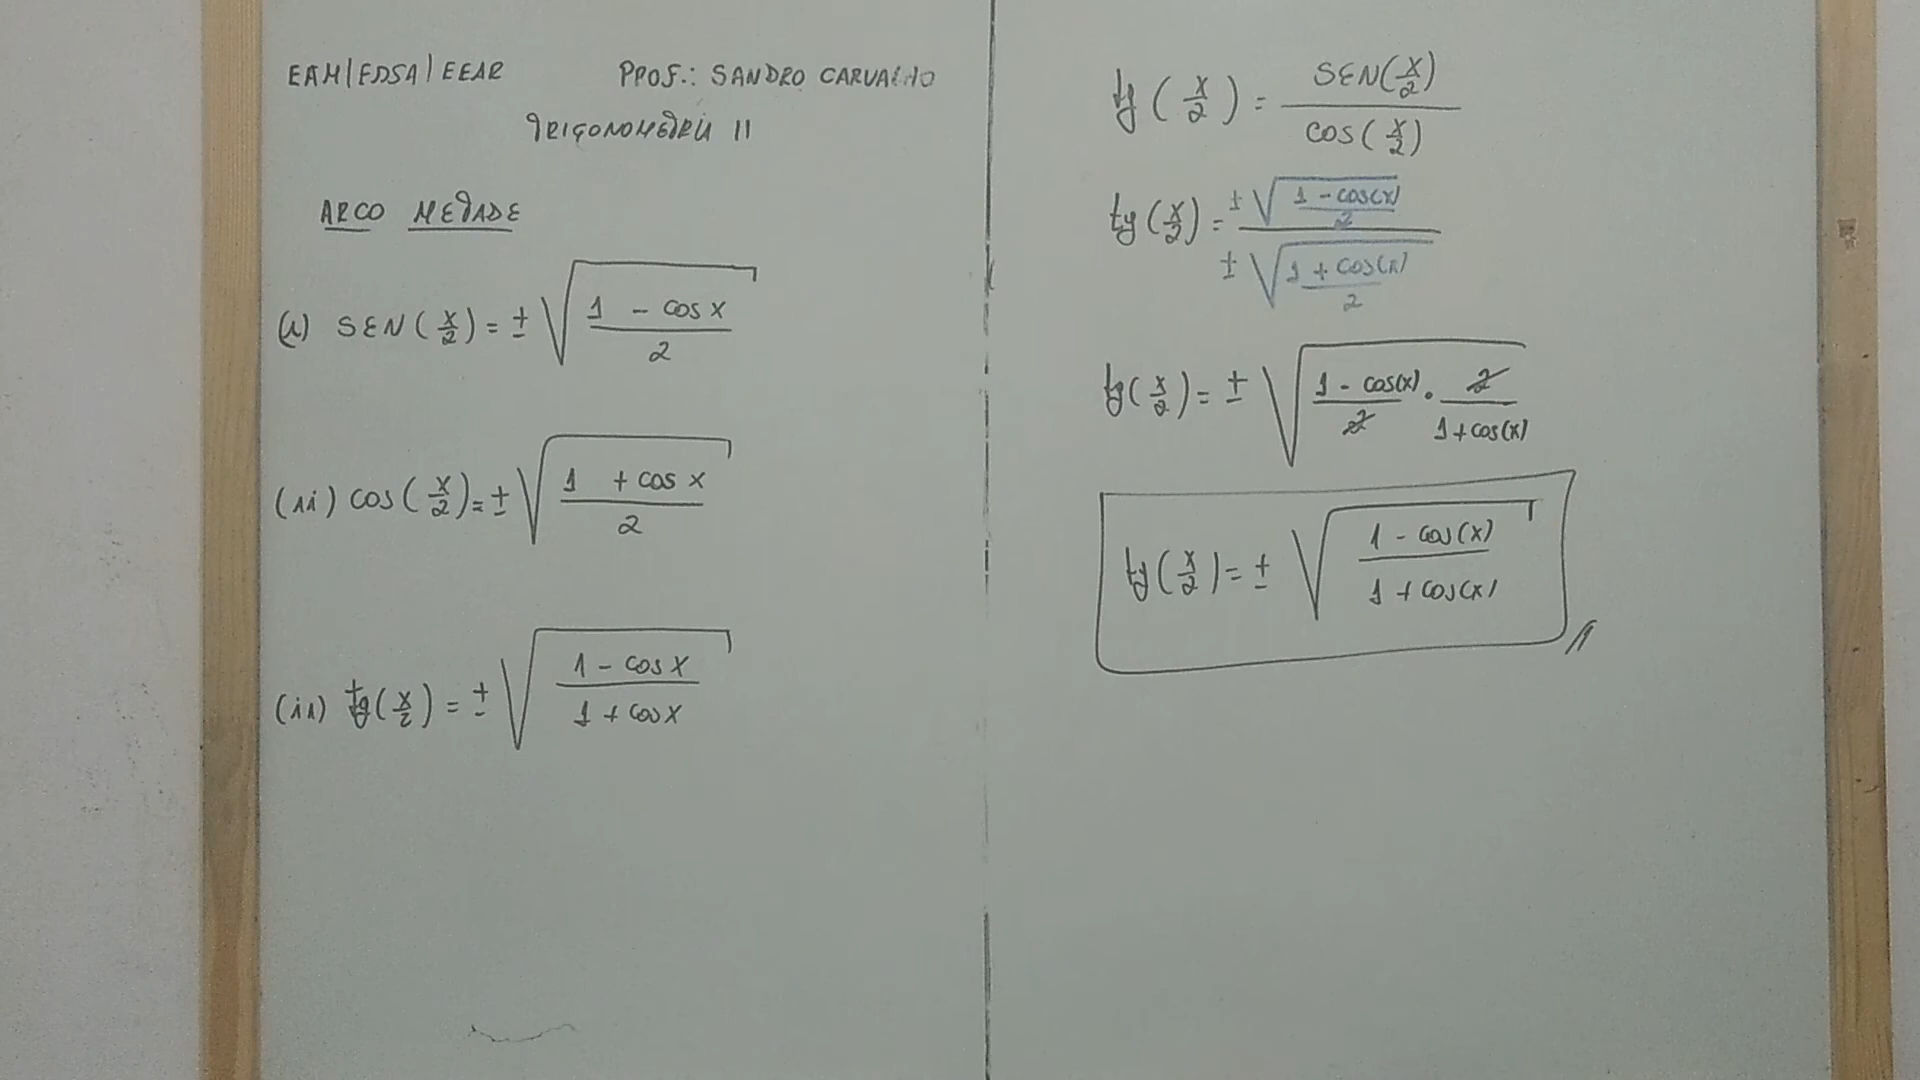 EAM/EDSA/EEAR PROF.: SANDRO CARVALHO
TRIGONOMETRIA II
ARCO METADE
(i) SEN(x/2) = ± √((1 - cos x)/2)
(ii) cos(x/2) = ± √((1 + cos x)/2)
(iii) tg(x/2) = ± √((1 - cos x)/(1 + cos x))
tg(x/2) = SEN(x/2)/cos(x/2)
tg(x/2) = ± √((1 - cos(x))/2) / ± √((1 + cos(x))/2)
tg(x/2) = ± √((1 - cos(x))/2 · 2/(1 + cos(x)))
tg(x/2) = ± √((1 - cos(x))/(1 + cos(x)))